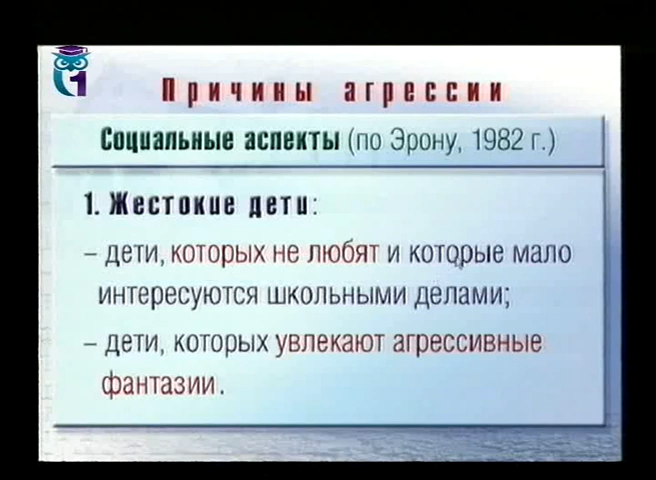 1
Причины агрессии
Социальные аспекты (по Эрону, 1982 г.)
1. Жестокие дети:
– дети, которых не любят и которые мало
интересуются школьными делами;
– дети, которых увлекают агрессивные
фантазии.